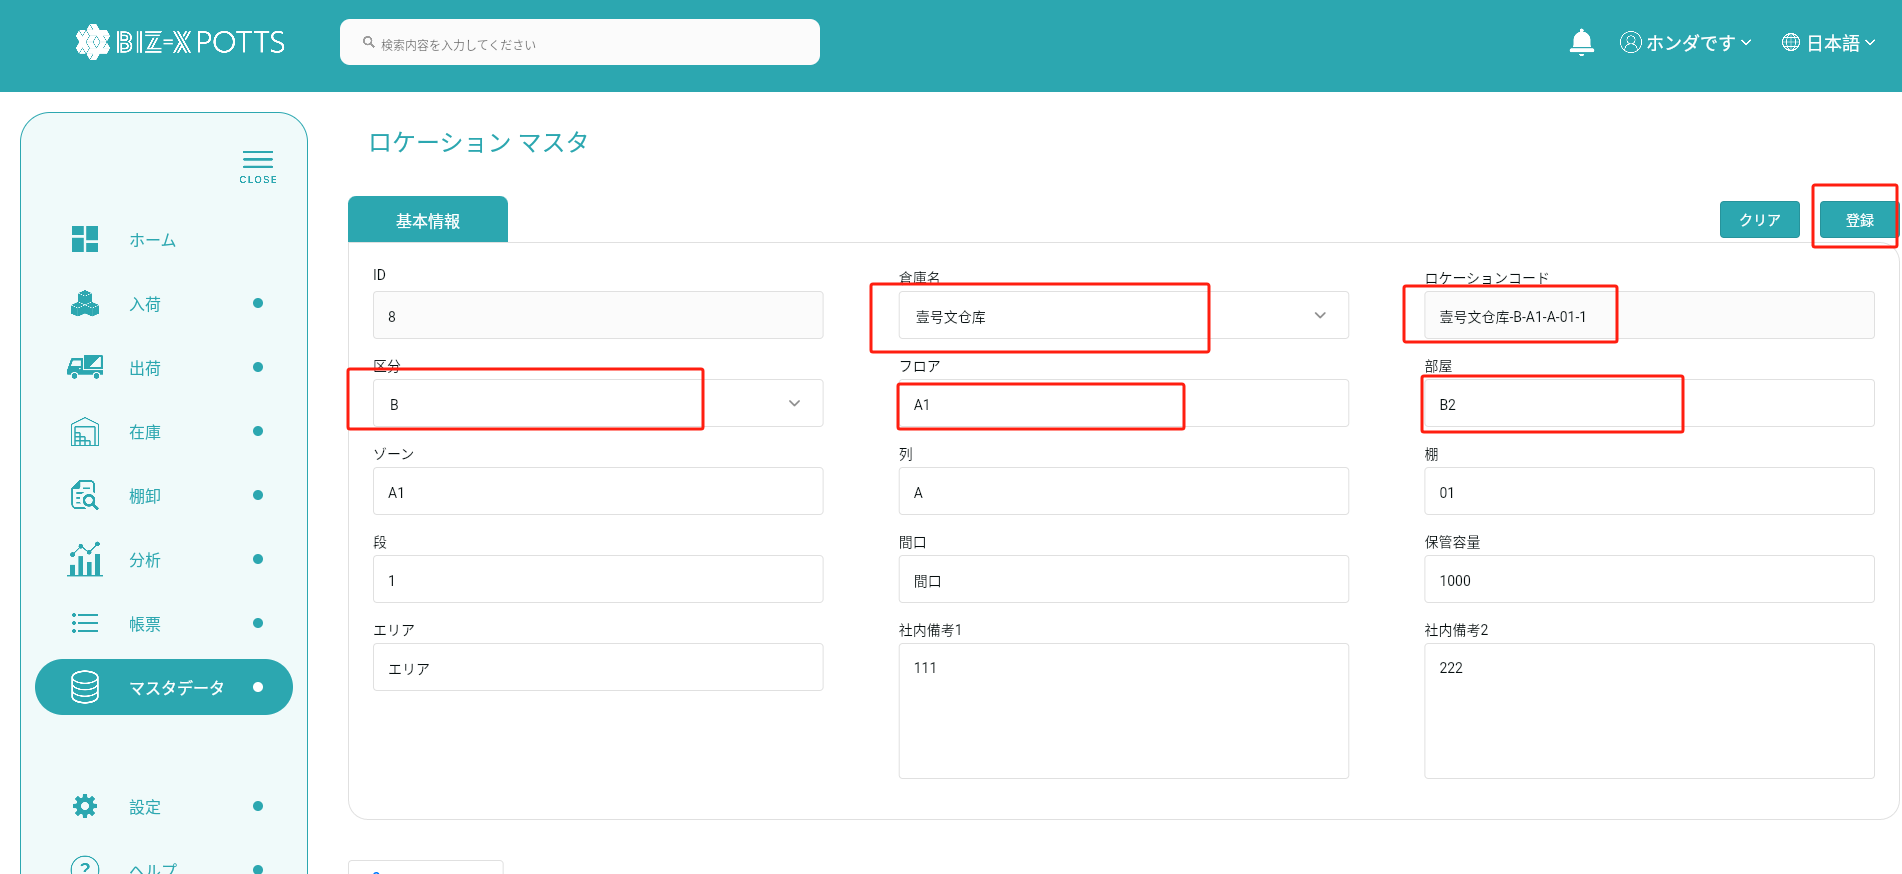 BIZ=X POTTS
検索内容を入力してください
ホンダです
日本語
CLOSE
ホーム
入荷
出荷
在庫
棚卸
分析
帳票
マスタデータ
設定
ヘルプ
ロケーション マスタ
基本情報
クリア
登録
ID
倉庫名
ロケーションコード
8
壹号文仓库
壹号文仓库-B-A1-A-01-1
区分
フロア
部屋
B
A1
B2
ゾーン
列
棚
A1
A
01
段
間口
保管容量
1
間口
1000
エリア
社内備考1
社内備考2
エリア
111
222